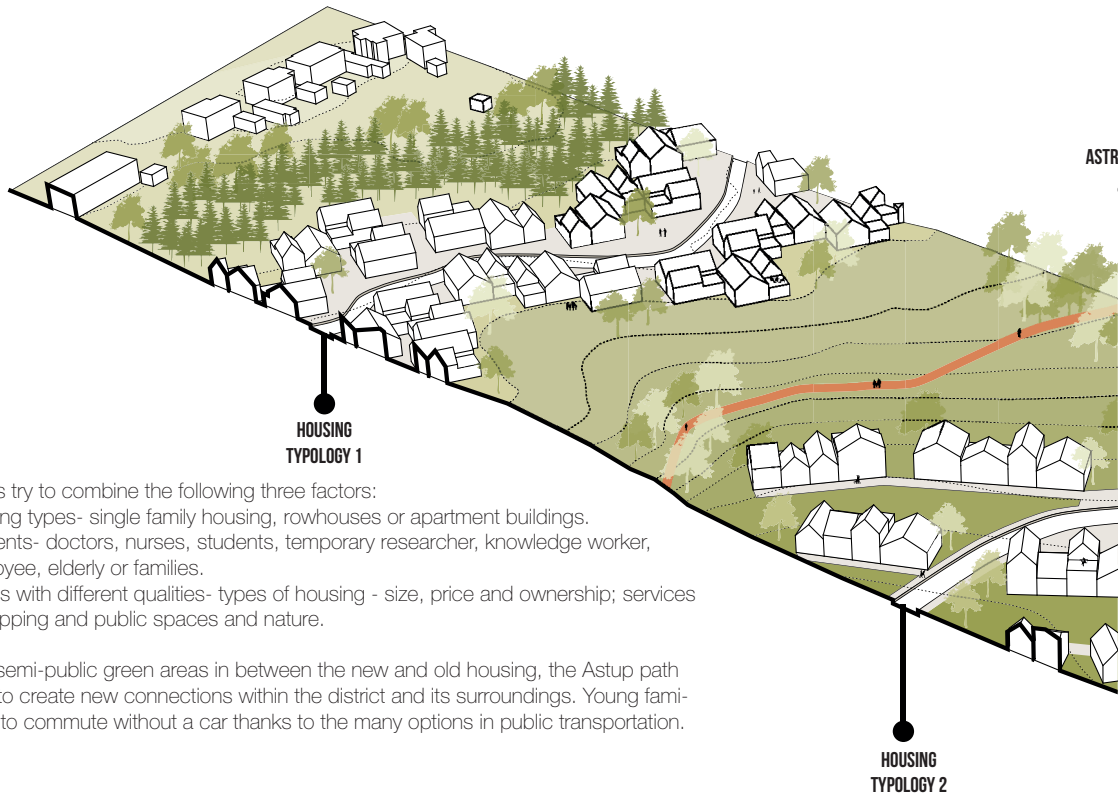 ASTR
HOUSING
TYPOLOGY 1
s try to combine the following three factors:
ing types- single family housing, rowhouses or apartment buildings.
ents- doctors, nurses, students, temporary researcher, knowledge worker,
oyee, elderly or families.
s with different qualities- types of housing - size, price and ownership; services
pping and public spaces and nature.
semi-public green areas in between the new and old housing, the Astup path
to create new connections within the district and its surroundings. Young fami-
to commute without a car thanks to the many options in public transportation.
HOUSING
TYPOLOGY 2